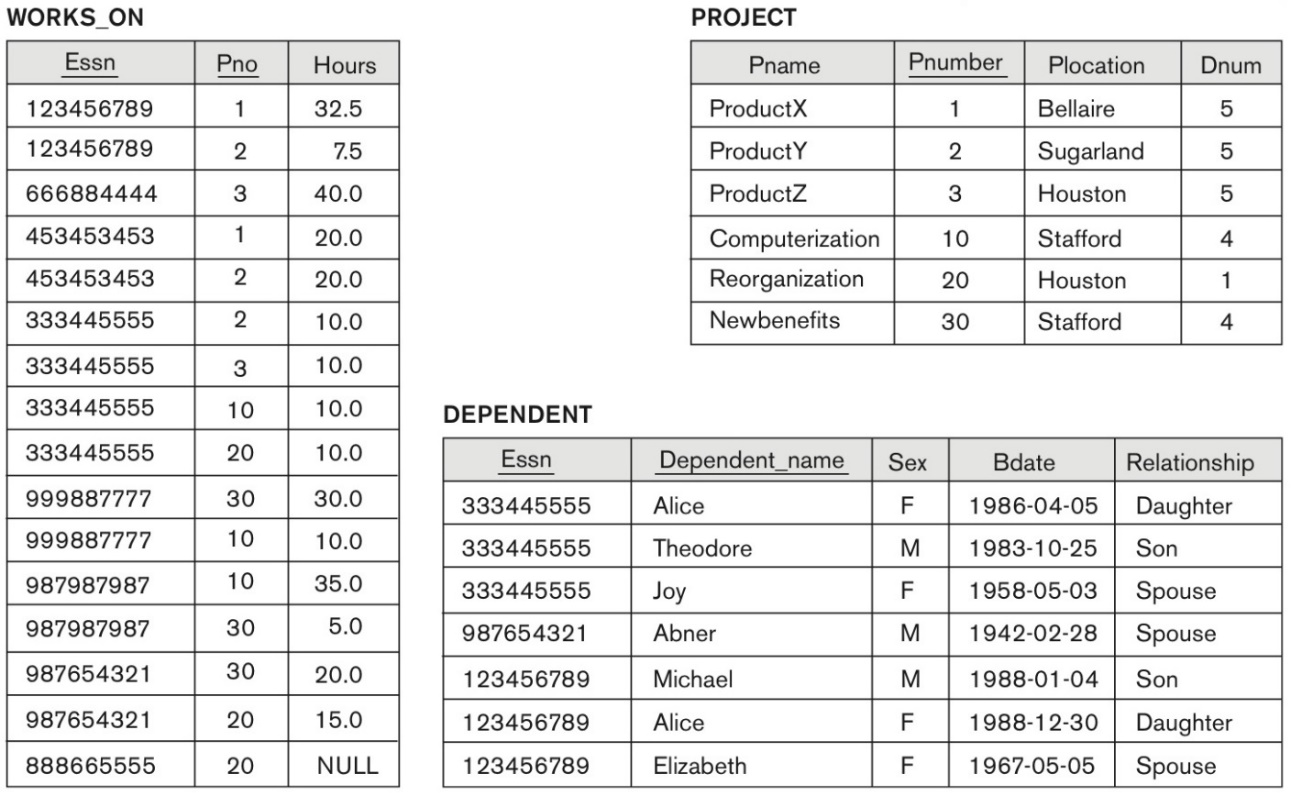 WORKS_ON
Essn Pno Hours
123456789 1 32.5
123456789 2 7.5
666884444 3 40.0
453453453 1 20.0
453453453 2 20.0
333445555 2 10.0
333445555 3 10.0
333445555 10 10.0
333445555 20 10.0
999887777 30 30.0
999887777 10 10.0
987987987 10 35.0
987987987 30 5.0
987654321 30 20.0
987654321 20 15.0
888665555 20 NULL
PROJECT
Pname Pnumber Plocation Dnum
ProductX 1 Bellaire 5
ProductY 2 Sugarland 5
ProductZ 3 Houston 5
Computerization 10 Stafford 4
Reorganization 20 Houston 1
Newbenefits 30 Stafford 4
DEPENDENT
Essn Dependent_name Sex Bdate Relationship
333445555 Alice F 1986-04-05 Daughter
333445555 Theodore M 1983-10-25 Son
333445555 Joy F 1958-05-03 Spouse
987654321 Abner M 1942-02-28 Spouse
123456789 Michael M 1988-01-04 Son
123456789 Alice F 1988-12-30 Daughter
123456789 Elizabeth F 1967-05-05 Spouse